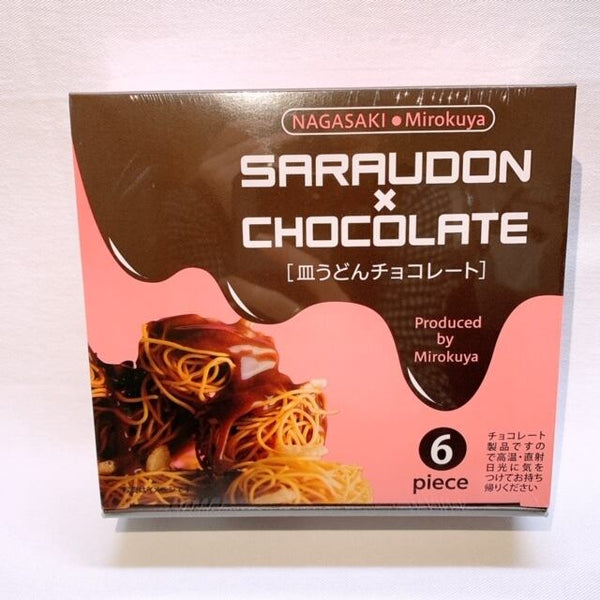 NAGASAKI ● Mirokuya
SARAUDON
×
CHOCOLATE
[皿うどんチョコレート]
Produced
by
Mirokuya
6
piece
チョコレート
製品ですの
で高温・直射
日光に気を
つけてお持ち
帰りください